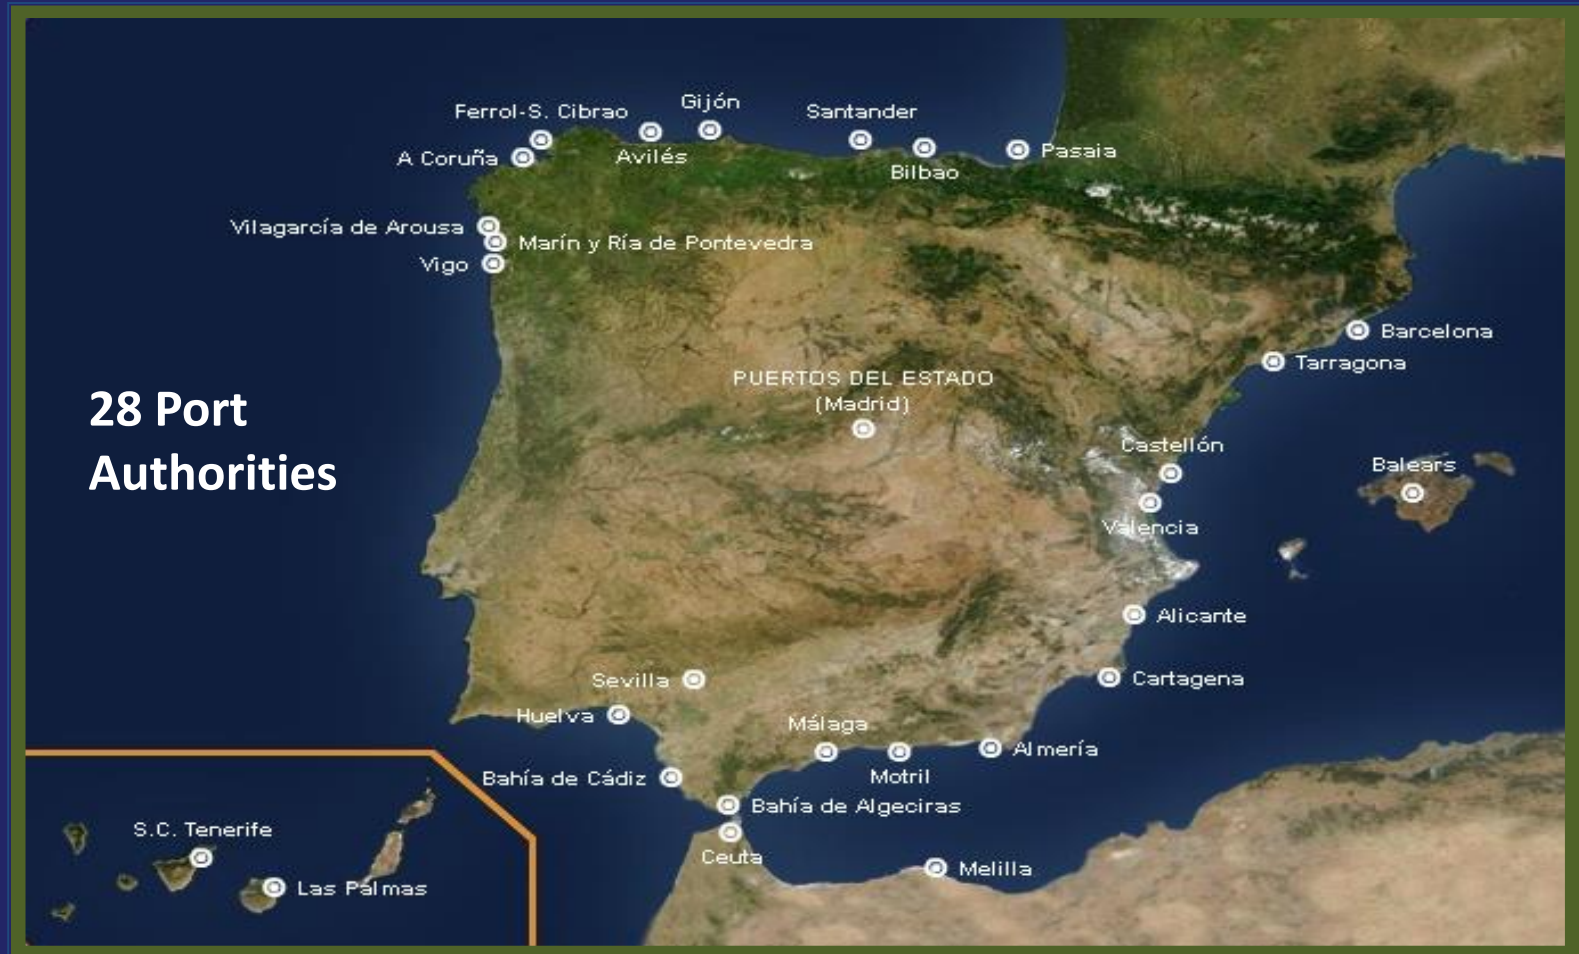 Gijón
Ferrol-S. Cibrao
Santander
Avilés
A Coruña
Pasaia
Bilbao
Vilagarcía de Arousa
Marín y Ría de Pontevedra
Vigo
Barcelona
Tarragona
PUERTOS DEL ESTADO
(Madrid)
28 Port
Authorities
Castellón
Balears
Valencia
Alicante
Sevilla
Cartagena
Huelva
Málaga
Almería
Motril
Bahía de Cádiz
Bahía de Algeciras
S.C. Tenerife
Ceuta
Melilla
Las Palmas